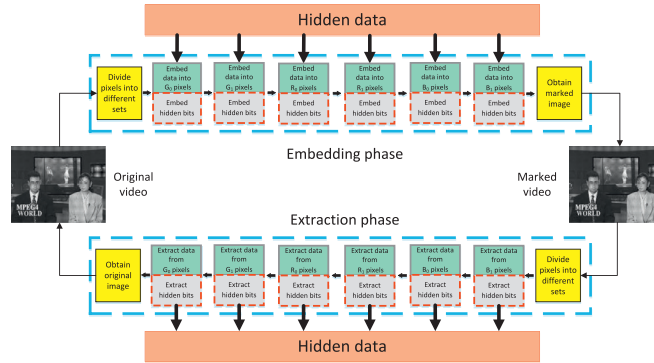 Hidden data
Divide
pixels into
different
sets
Embed
data into
G₀ pixels
Embed
hidden bits
Embed
data into
G₁ pixels
Embed
hidden bits
Embed
data into
R₀ pixels
Embed
hidden bits
Embed
data into
R₁ pixels
Embed
hidden bits
Embed
data into
B₀ pixels
Embed
hidden bits
Embed
data into
B₁ pixels
Embed
hidden bits
Obtain
marked
image
Embedding phase
MPEG4
WORLD
Original
video
Marked
video
MPEG4
WORLD
Extraction phase
Obtain
original
image
Extract data
from
G₀ pixels
Extract
hidden bits
Extract data
from
G₁ pixels
Extract
hidden bits
Extract data
from
R₀ pixels
Extract
hidden bits
Extract data
from
R₁ pixels
Extract
hidden bits
Extract data
from
B₀ pixels
Extract
hidden bits
Extract data
from
B₁ pixels
Extract
hidden bits
Divide
pixels into
different
sets
Hidden data